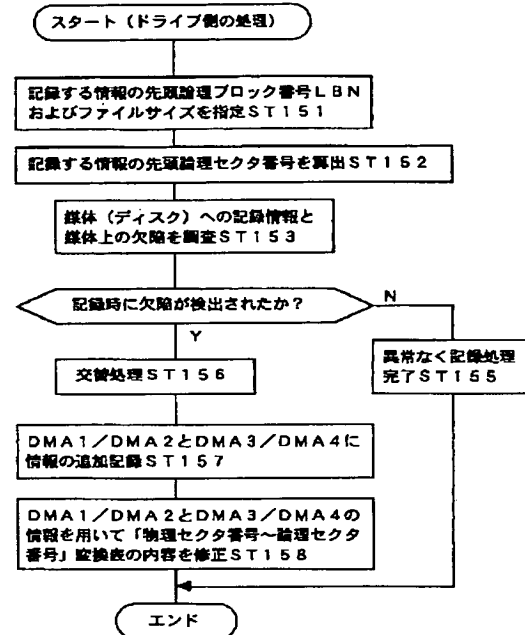 スタート（ドライブ側の処理）
記録する情報の先頭論理ブロック番号ＬＢＮ
およびファイルサイズを指定ＳＴ１５１
記録する情報の先頭論理セクタ番号を算出ＳＴ１５２
媒体（ディスク）への記録情報と
媒体上の欠陥を調査ＳＴ１５３
記録時に欠陥が検出されたか？
N
Y
異常なく記録処理
完了ＳＴ１５５
交替処理ＳＴ１５６
ＤＭＡ１／ＤＭＡ２とＤＭＡ３／ＤＭＡ４に
情報の追加記録ＳＴ１５７
ＤＭＡ１／ＤＭＡ２とＤＭＡ３／ＤＭＡ４の
情報を用いて「物理セクタ番号～論理セクタ
番号」変換表の内容を修正ＳＴ１５８
エンド